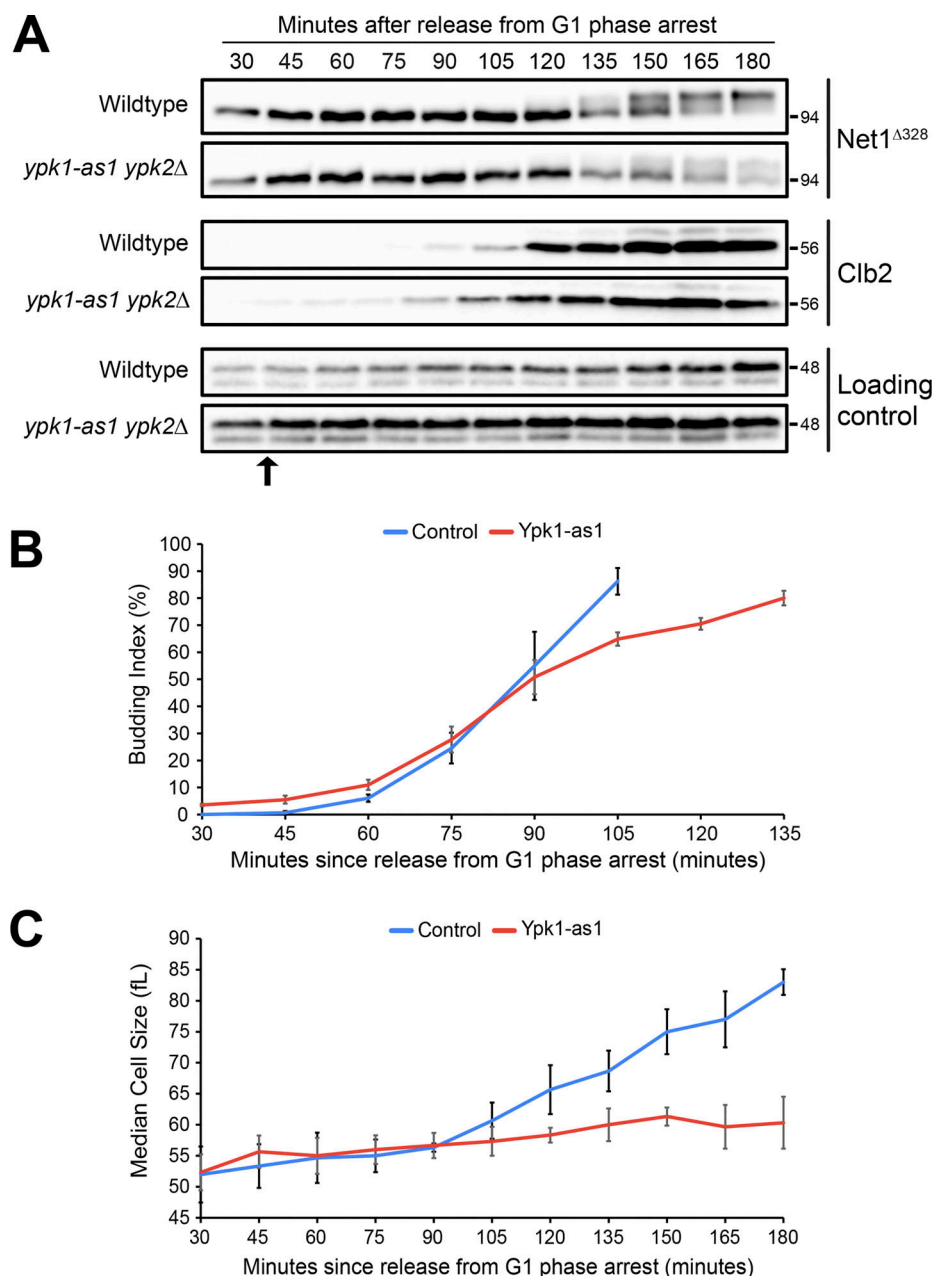 A
Minutes after release from G1 phase arrest
30 45 60 75 90 105 120 135 150 165 180
Wildtype
94
ypk1-as1 ypk2Δ
94
Net1Δ328
Wildtype
56
ypk1-as1 ypk2Δ
56
Clb2
Wildtype
48
ypk1-as1 ypk2Δ
48
Loading
control
B
Control Ypk1-as1
Budding Index (%)
100
90
80
70
60
50
40
30
20
10
0
30 45 60 75 90 105 120 135
Minutes since release from G1 phase arrest (minutes)
C
Control Ypk1-as1
Median Cell Size (fL)
90
85
80
75
70
65
60
55
50
45
30 45 60 75 90 105 120 135 150 165 180
Minutes since release from G1 phase arrest (minutes)